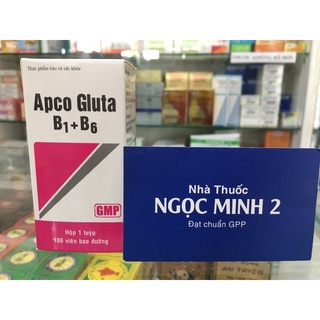 Thực phẩm bảo vệ sức khỏe
Apco Gluta
B1+B6
GMP
Hộp 1 tuýp
100 viên bao đường
Nhà Thuốc
NGỌC MINH 2
Đạt chuẩn GPP